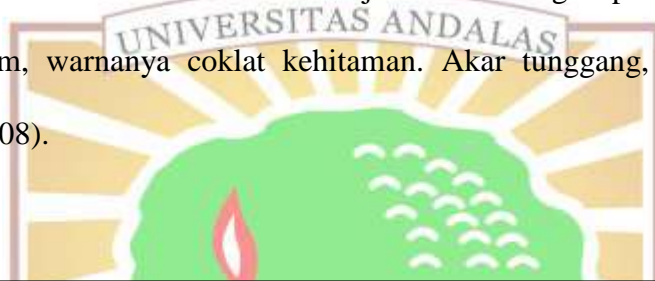 UNIVERSITAS ANDALAS
m, warnanya coklat kehitaman. Akar tunggang,
08).